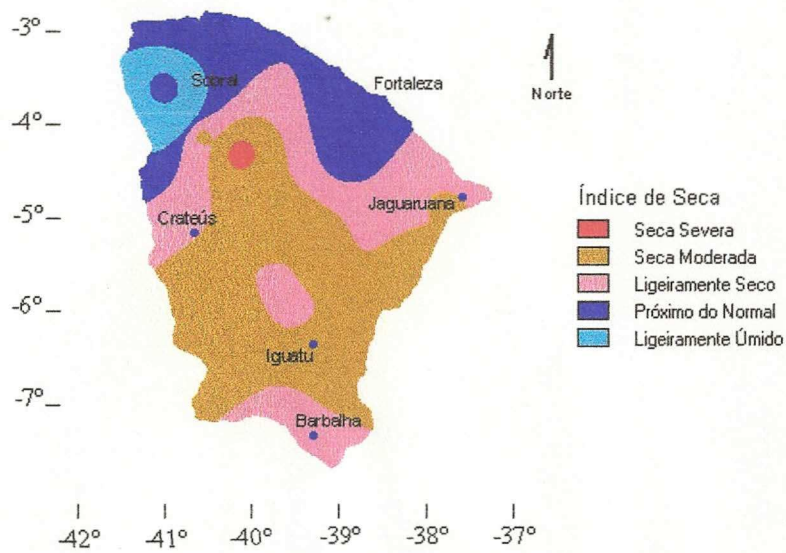 -3°
-4°
-5°
-6°
-7°
Sobral
Fortaleza
Norte
Jaguaruana
Crateús
Iguatu
Barbalha
Índice de Seca
Seca Severa
Seca Moderada
Ligeiramente Seco
Próximo do Normal
Ligeiramente Úmido
-42° -41° -40° -39° -38° -37°